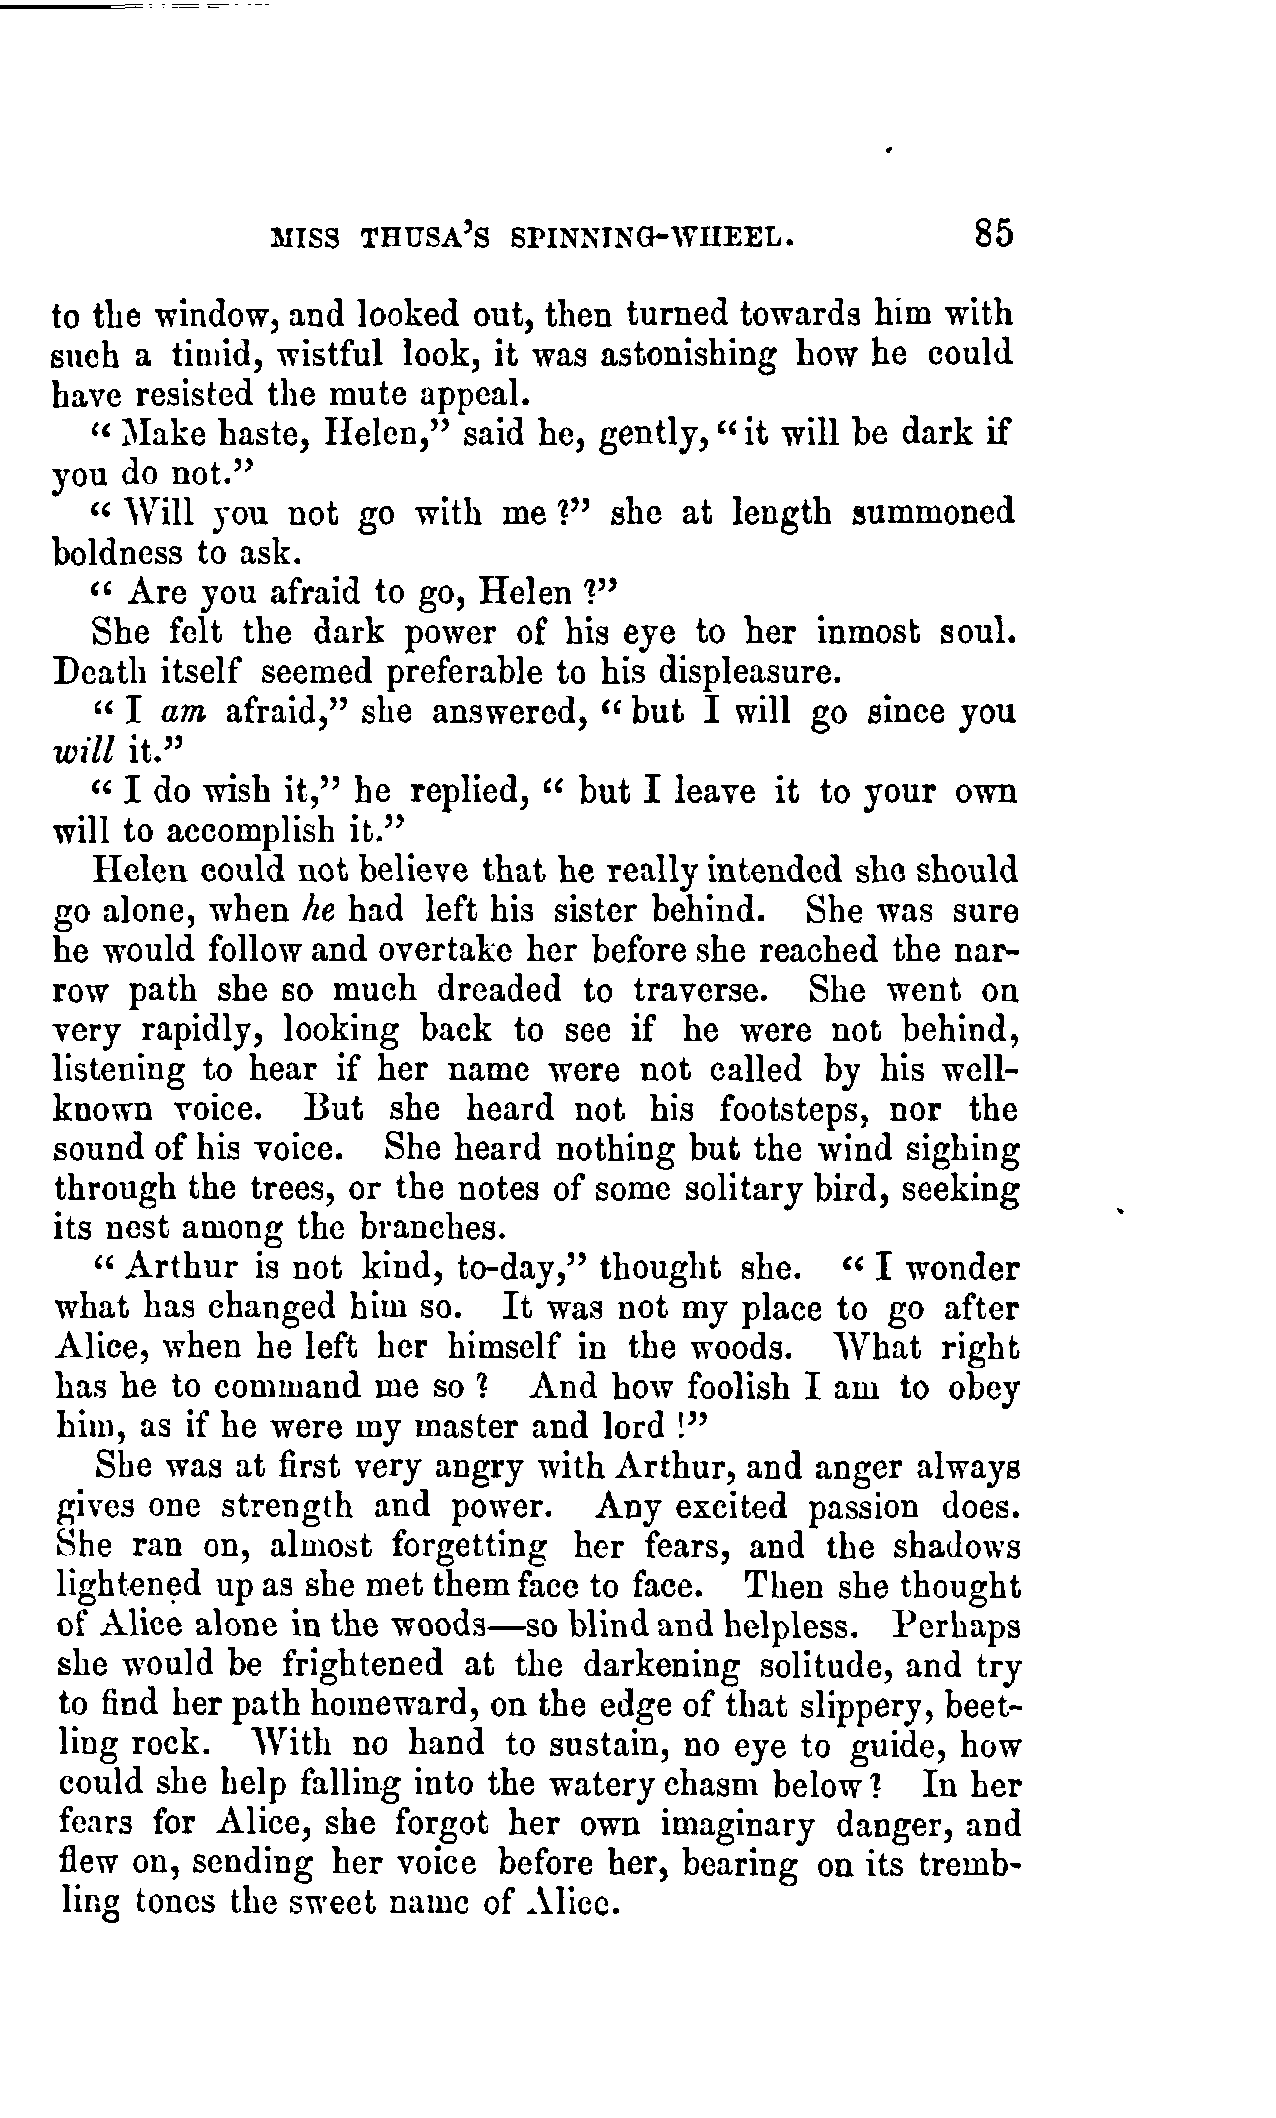 MISS THUSA'S SPINNING-WHEEL. 85
to the window, and looked out, then turned towards him with
such a timid, wistful look, it was astonishing how he could
have resisted the mute appeal.
"Make haste, Helen," said he, gently, "it will be dark if
you do not."
"Will you not go with me?" she at length summoned
boldness to ask.
"Are you afraid to go, Helen?"
She felt the dark power of his eye to her inmost soul.
Death itself seemed preferable to his displeasure.
"I am afraid," she answered, "but I will go since you
will it."
"I do wish it," he replied, "but I leave it to your own
will to accomplish it."
Helen could not believe that he really intended she should
go alone, when he had left his sister behind. She was sure
he would follow and overtake her before she reached the nar-
row path she so much dreaded to traverse. She went on
very rapidly, looking back to see if he were not behind,
listening to hear if her name were not called by his well-
known voice. But she heard not his footsteps, nor the
sound of his voice. She heard nothing but the wind sighing
through the trees, or the notes of some solitary bird, seeking
its nest among the branches.
"Arthur is not kind, to-day," thought she. "I wonder
what has changed him so. It was not my place to go after
Alice, when he left her himself in the woods. What right
has he to command me so? And how foolish I am to obey
him, as if he were my master and lord!"
She was at first very angry with Arthur, and anger always
gives one strength and power. Any excited passion does.
She ran on, almost forgetting her fears, and the shadows
lightened up as she met them face to face. Then she thought
of Alice alone in the woods—so blind and helpless. Perhaps
she would be frightened at the darkening solitude, and try
to find her path homeward, on the edge of that slippery, beet-
ling rock. With no hand to sustain, no eye to guide, how
could she help falling into the watery chasm below? In her
fears for Alice, she forgot her own imaginary danger, and
flew on, sending her voice before her, bearing on its tremb-
ling tones the sweet name of Alice.